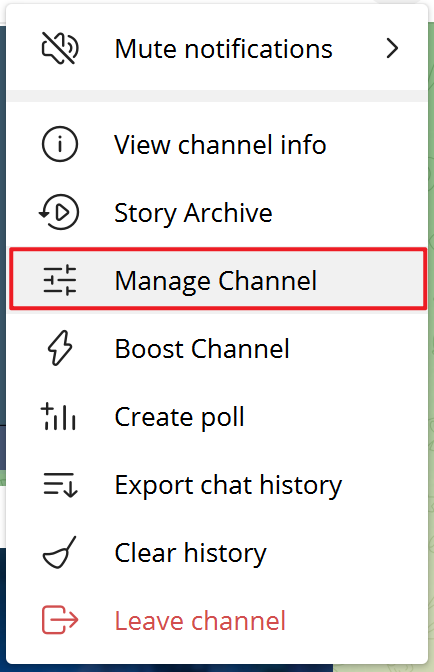 Mute notifications
View channel info
Story Archive
Manage Channel
Boost Channel
Create poll
Export chat history
Clear history
Leave channel